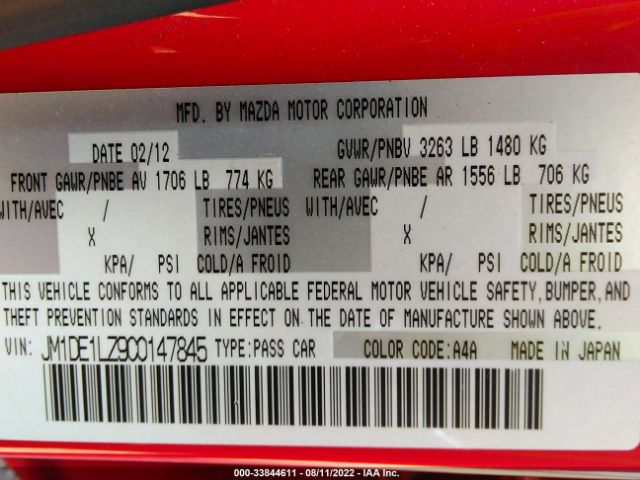 MFD. BY MAZDA MOTOR CORPORATION
DATE 02/12 GVWR/PNBV 3263 LB 1480 KG
FRONT GAWR/PNBE AV 1706 LB 774 KG REAR GAWR/PNBE AR 1556 LB 706 KG
WITH/AVEC / TIRES/PNEUS WITH/AVEC / TIRES/PNEUS
X RIMS/JANTES X RIMS/JANTES
KPA/ PSI COLD/A FROID KPA/ PSI COLD/A FROID
THIS VEHICLE CONFORMS TO ALL APPLICABLE FEDERAL MOTOR VEHICLE SAFETY, BUMPER, AND
THEFT PREVENTION STANDARDS IN EFFECT ON THE DATE OF MANUFACTURE SHOWN ABOVE.
VIN: JM1DE1LZ9C0147845 TYPE:PASS CAR COLOR CODE:A4A MADE IN JAPAN
000-33844611 - 08/11/2022 - IAA Inc.